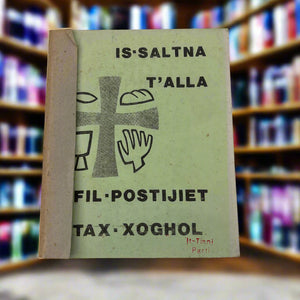 IS·SALTNA
T'ALLA
FIL·POSTIJIET
TAX·XOGHOL
It-Tieni
Parti